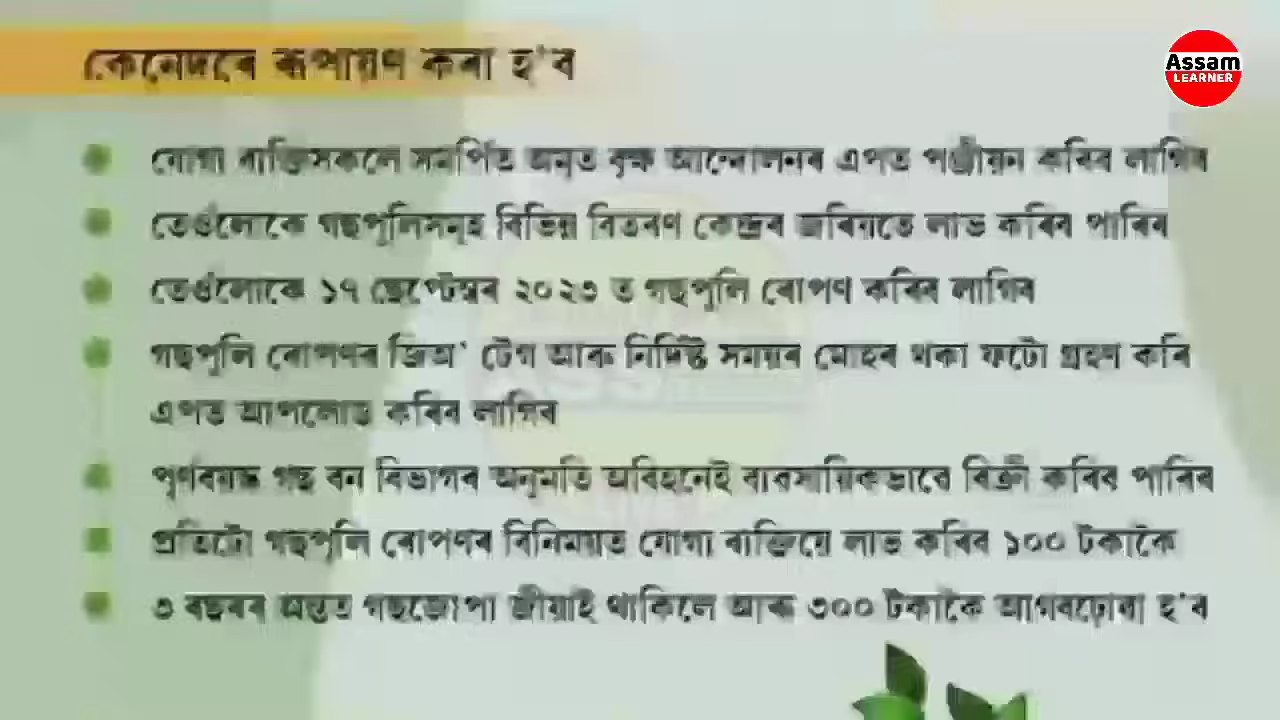 কেনেদৰে ৰূপায়ণ কৰা হ'ব
Assam
LEARNER
যোগ্য ব্যক্তিসকলে সমৰ্পিত অমৃত বৃক্ষ আন্দোলনৰ এপত পঞ্জীয়ন কৰিব লাগিব
তেওঁলোকে গছপুলিসমূহ বিভিন্ন বিতৰণ কেন্দ্ৰৰ জৰিয়তে লাভ কৰিব পাৰিব
তেওঁলোকে ১৭ ছেপ্টেম্বৰ ২০২৩ ত গছপুলি ৰোপণ কৰিব লাগিব
গছপুলি ৰোপণৰ জিঅ' টেগ আৰু নিৰ্দিষ্ট সময়ৰ মোহৰ থকা ফটো গ্ৰহণ কৰি
এপত আপলোড কৰিব লাগিব
পূৰ্ণবয়স্ক গছ বন বিভাগৰ অনুমতি অবিহনেই ব্যৱসায়িকভাৱে বিক্ৰী কৰিব পাৰিব
প্ৰতিটো গছপুলি ৰোপণৰ বিনিময়ত যোগ্য ব্যক্তিয়ে লাভ কৰিব ১০০ টকাকৈ
৩ বছৰৰ অন্তত গছজোপা জীয়াই থাকিলে আৰু ৩০০ টকাকৈ আগবঢ়োৱা হ'ব